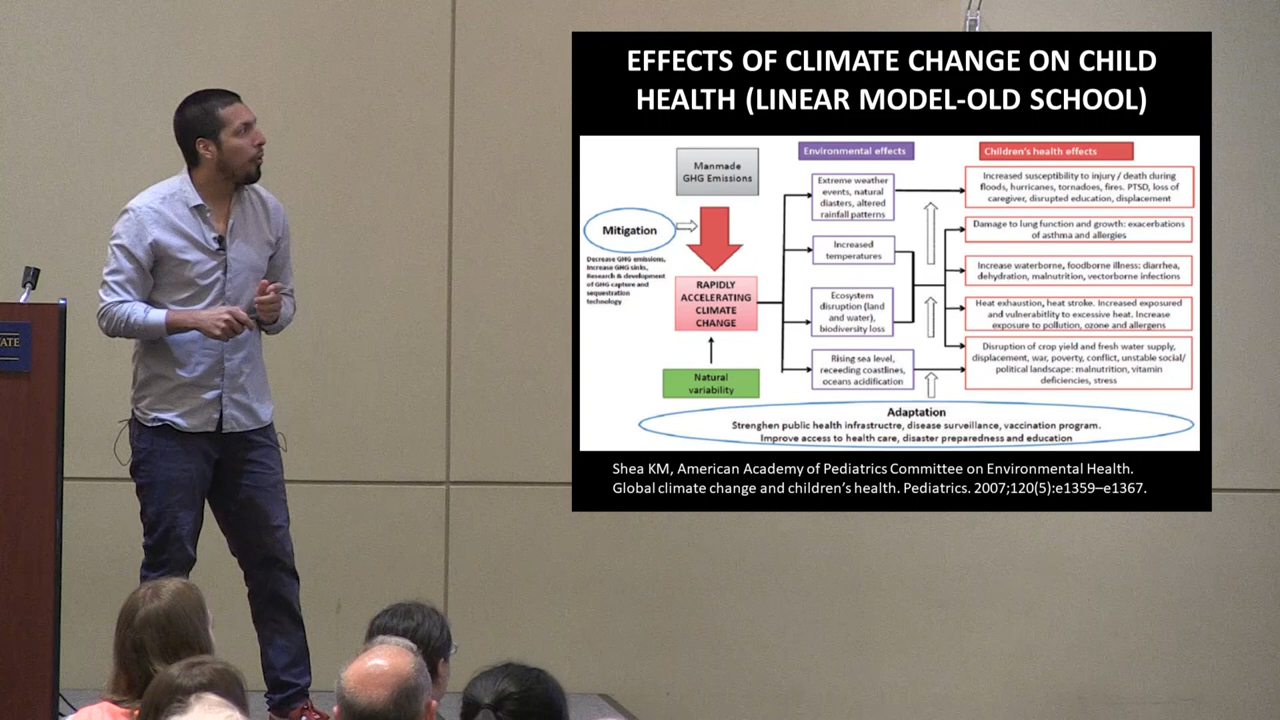 EFFECTS OF CLIMATE CHANGE ON CHILD
HEALTH (LINEAR MODEL-OLD SCHOOL)
Manmade
GHG Emissions
Mitigation
Decrease GHG emissions,
Increase GHG sinks,
Research & development
of GHG capture and
sequestration
technology
RAPIDLY
ACCELERATING
CLIMATE
CHANGE
Natural
variability
Environmental effects
Extreme weather
events, natural
diasters, altered
rainfall patterns
Increased
temperatures
Ecosystem
disruption (land
and water),
biodiversity loss
Rising sea level,
receeding coastlines,
oceans acidification
Children's health effects
Increased susceptibility to injury / death during
floods, hurricanes, tornadoes, fires. PTSD, loss of
caregiver, disrupted education, displacement
Damage to lung function and growth: exacerbations
of asthma and allergies
Increase waterborne, foodborne illness: diarrhea,
dehydration, malnutrition, vectorborne infections
Heat exhaustion, heat stroke. Increased exposured
and vulnerabilitly to excessive heat. Increase
exposure to pollution, ozone and allergens
Disruption of crop yield and fresh water supply,
displacement, war, poverty, conflict, unstable social/
political landscape: malnutrition, vitamin
deficiencies, stress
Adaptation
Strenghen public health infrastructre, disease surveillance, vaccination program.
Improve access to health care, disaster preparedness and education
Shea KM, American Academy of Pediatrics Committee on Environmental Health.
Global climate change and children's health. Pediatrics. 2007;120(5):e1359–e1367.
TATE